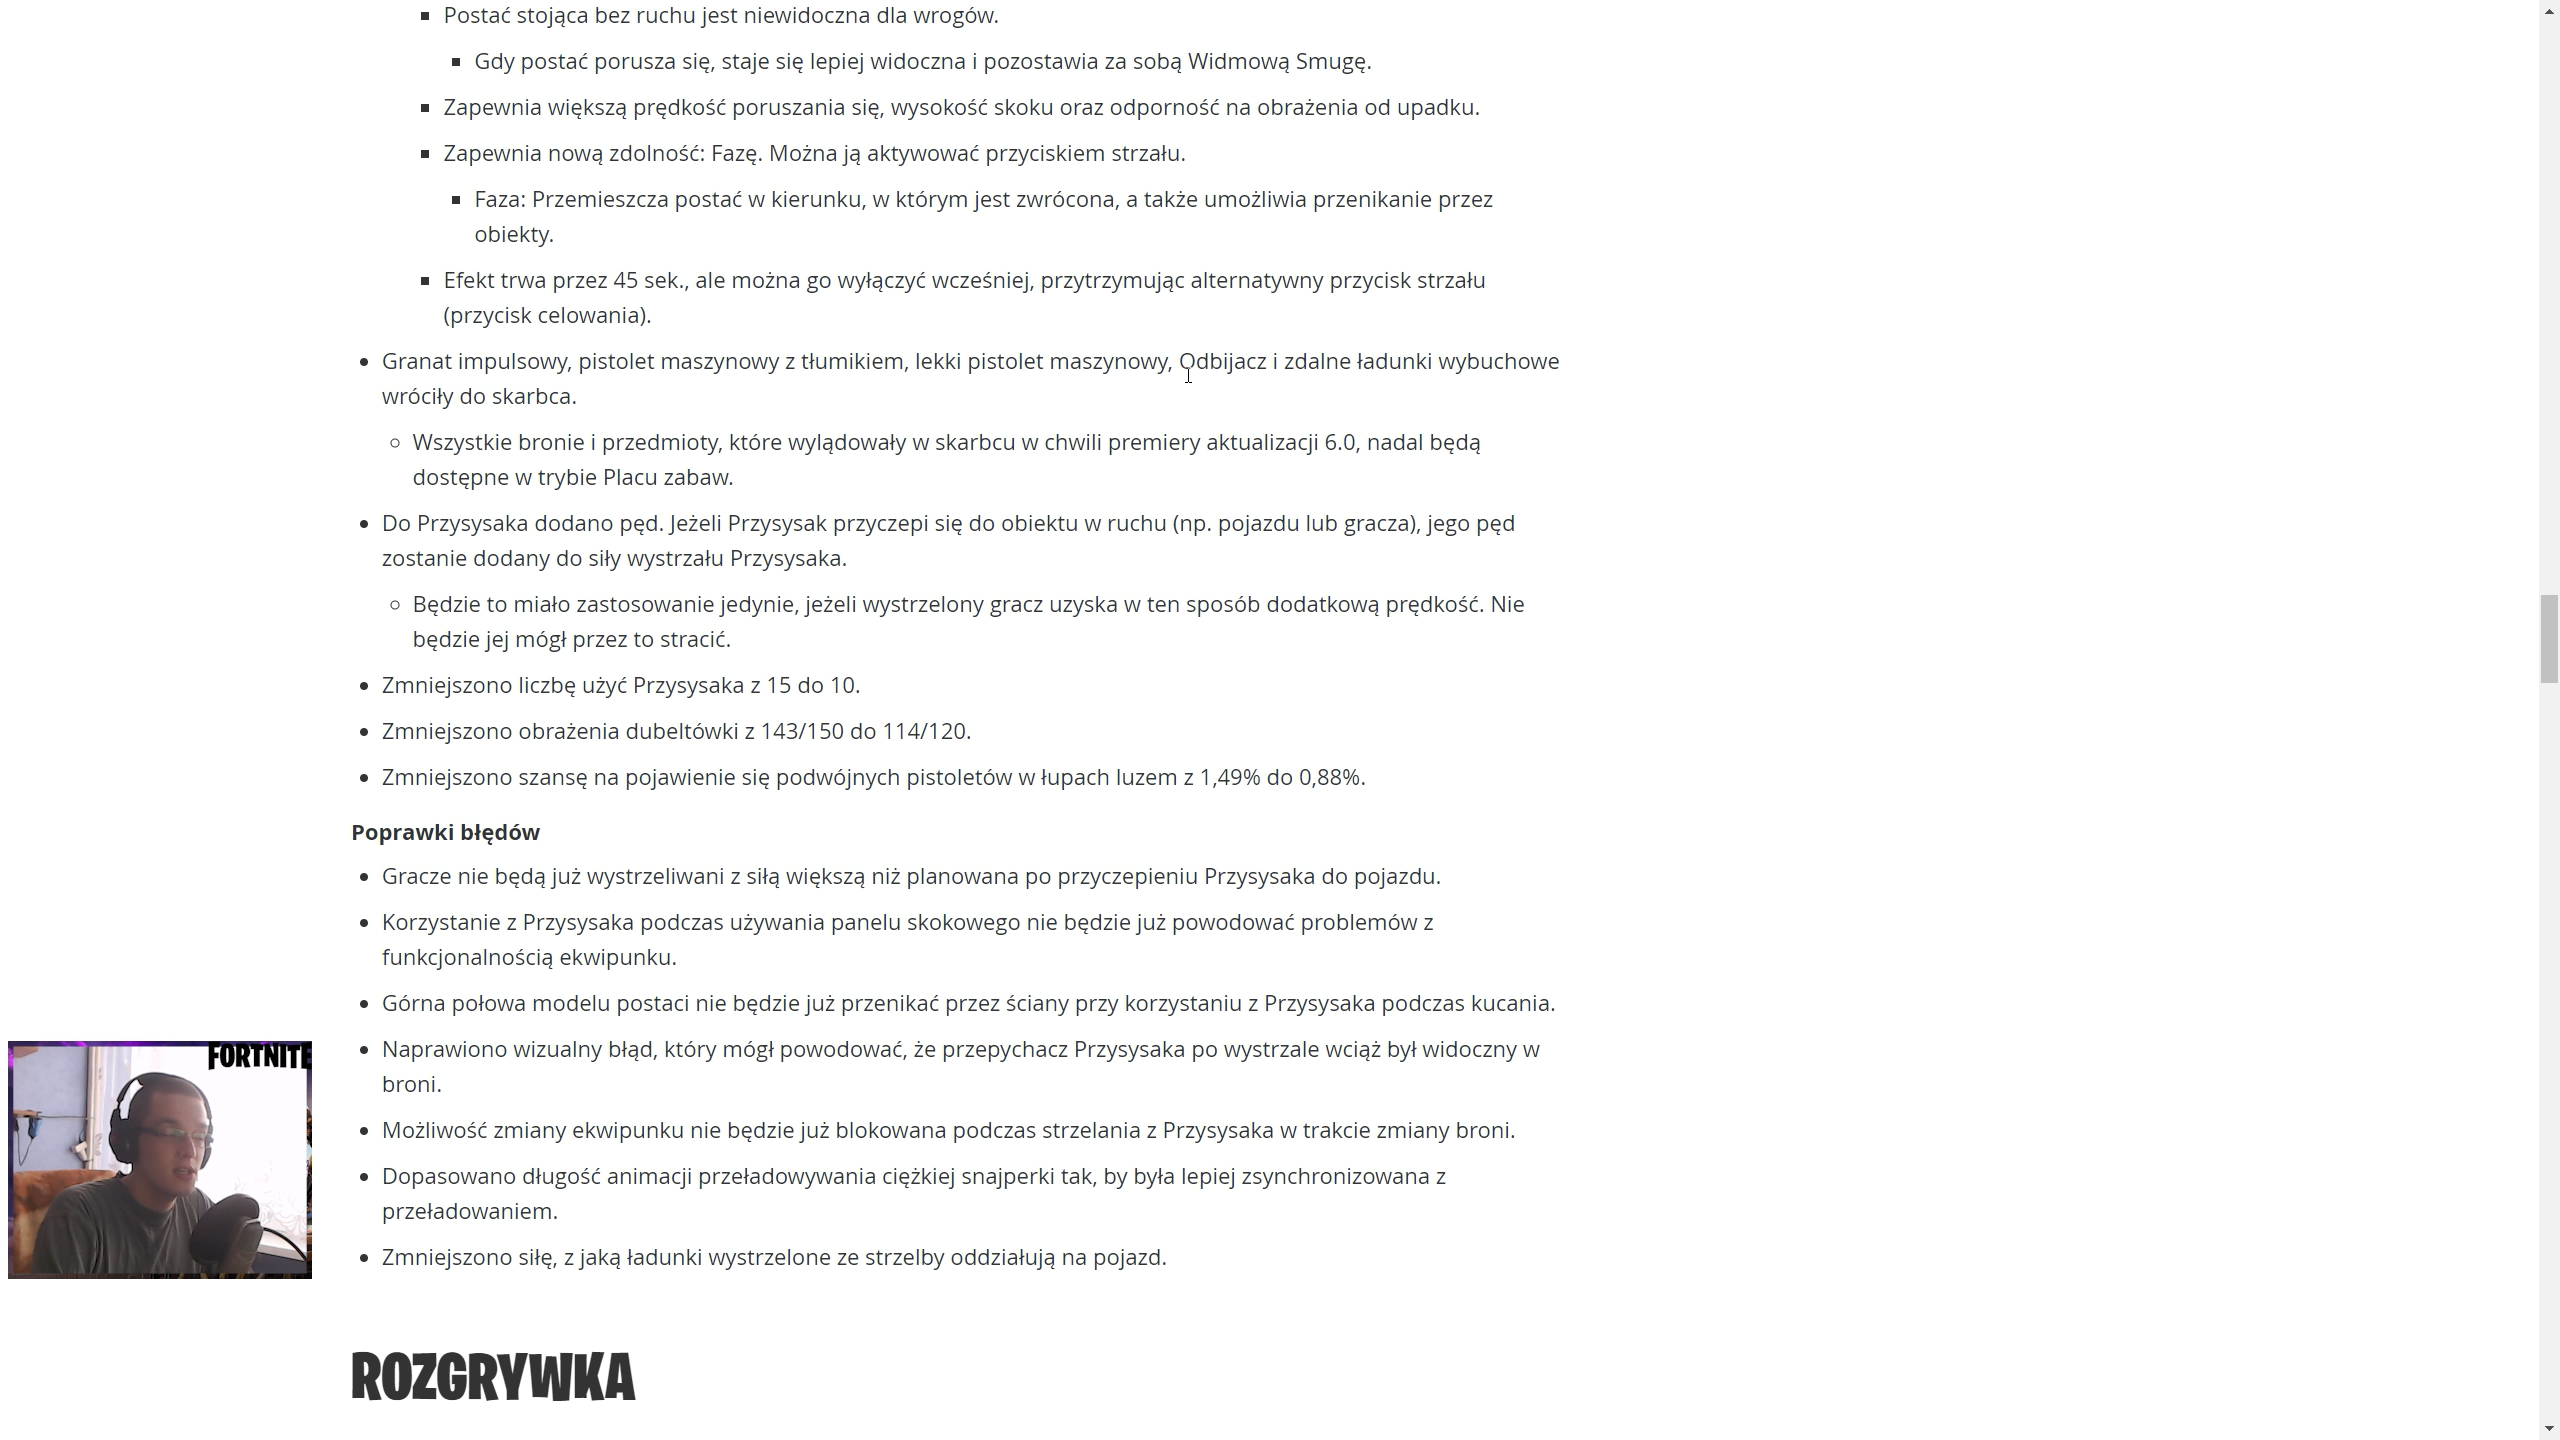 Postać stojąca bez ruchu jest niewidoczna dla wrogów.
Gdy postać porusza się, staje się lepiej widoczna i pozostawia za sobą Widmową Smugę.
Zapewnia większą prędkość poruszania się, wysokość skoku oraz odporność na obrażenia od upadku.
Zapewnia nową zdolność: Fazę. Można ją aktywować przyciskiem strzału.
Faza: Przemieszcza postać w kierunku, w którym jest zwrócona, a także umożliwia przenikanie przez
obiekty.
Efekt trwa przez 45 sek., ale można go wyłączyć wcześniej, przytrzymując alternatywny przycisk strzału
(przycisk celowania).
Granat impulsowy, pistolet maszynowy z tłumikiem, lekki pistolet maszynowy, Odbijacz i zdalne ładunki wybuchowe
wróciły do skarbca.
Wszystkie bronie i przedmioty, które wylądowały w skarbcu w chwili premiery aktualizacji 6.0, nadal będą
dostępne w trybie Placu zabaw.
Do Przysysaka dodano pęd. Jeżeli Przysysak przyczepi się do obiektu w ruchu (np. pojazdu lub gracza), jego pęd
zostanie dodany do siły wystrzału Przysysaka.
Będzie to miało zastosowanie jedynie, jeżeli wystrzelony gracz uzyska w ten sposób dodatkową prędkość. Nie
będzie jej mógł przez to stracić.
Zmniejszono liczbę użyć Przysysaka z 15 do 10.
Zmniejszono obrażenia dubeltówki z 143/150 do 114/120.
Zmniejszono szansę na pojawienie się podwójnych pistoletów w łupach luzem z 1,49% do 0,88%.
Poprawki błędów
Gracze nie będą już wystrzeliwani z siłą większą niż planowana po przyczepieniu Przysysaka do pojazdu.
Korzystanie z Przysysaka podczas używania panelu skokowego nie będzie już powodować problemów z
funkcjonalnością ekwipunku.
Górna połowa modelu postaci nie będzie już przenikać przez ściany przy korzystaniu z Przysysaka podczas kucania.
Naprawiono wizualny błąd, który mógł powodować, że przepychacz Przysysaka po wystrzale wciąż był widoczny w
broni.
Możliwość zmiany ekwipunku nie będzie już blokowana podczas strzelania z Przysysaka w trakcie zmiany broni.
Dopasowano długość animacji przeładowywania ciężkiej snajperki tak, by była lepiej zsynchronizowana z
przeładowaniem.
Zmniejszono siłę, z jaką ładunki wystrzelone ze strzelby oddziałują na pojazd.
FORTNITE
ROZGRYWKA